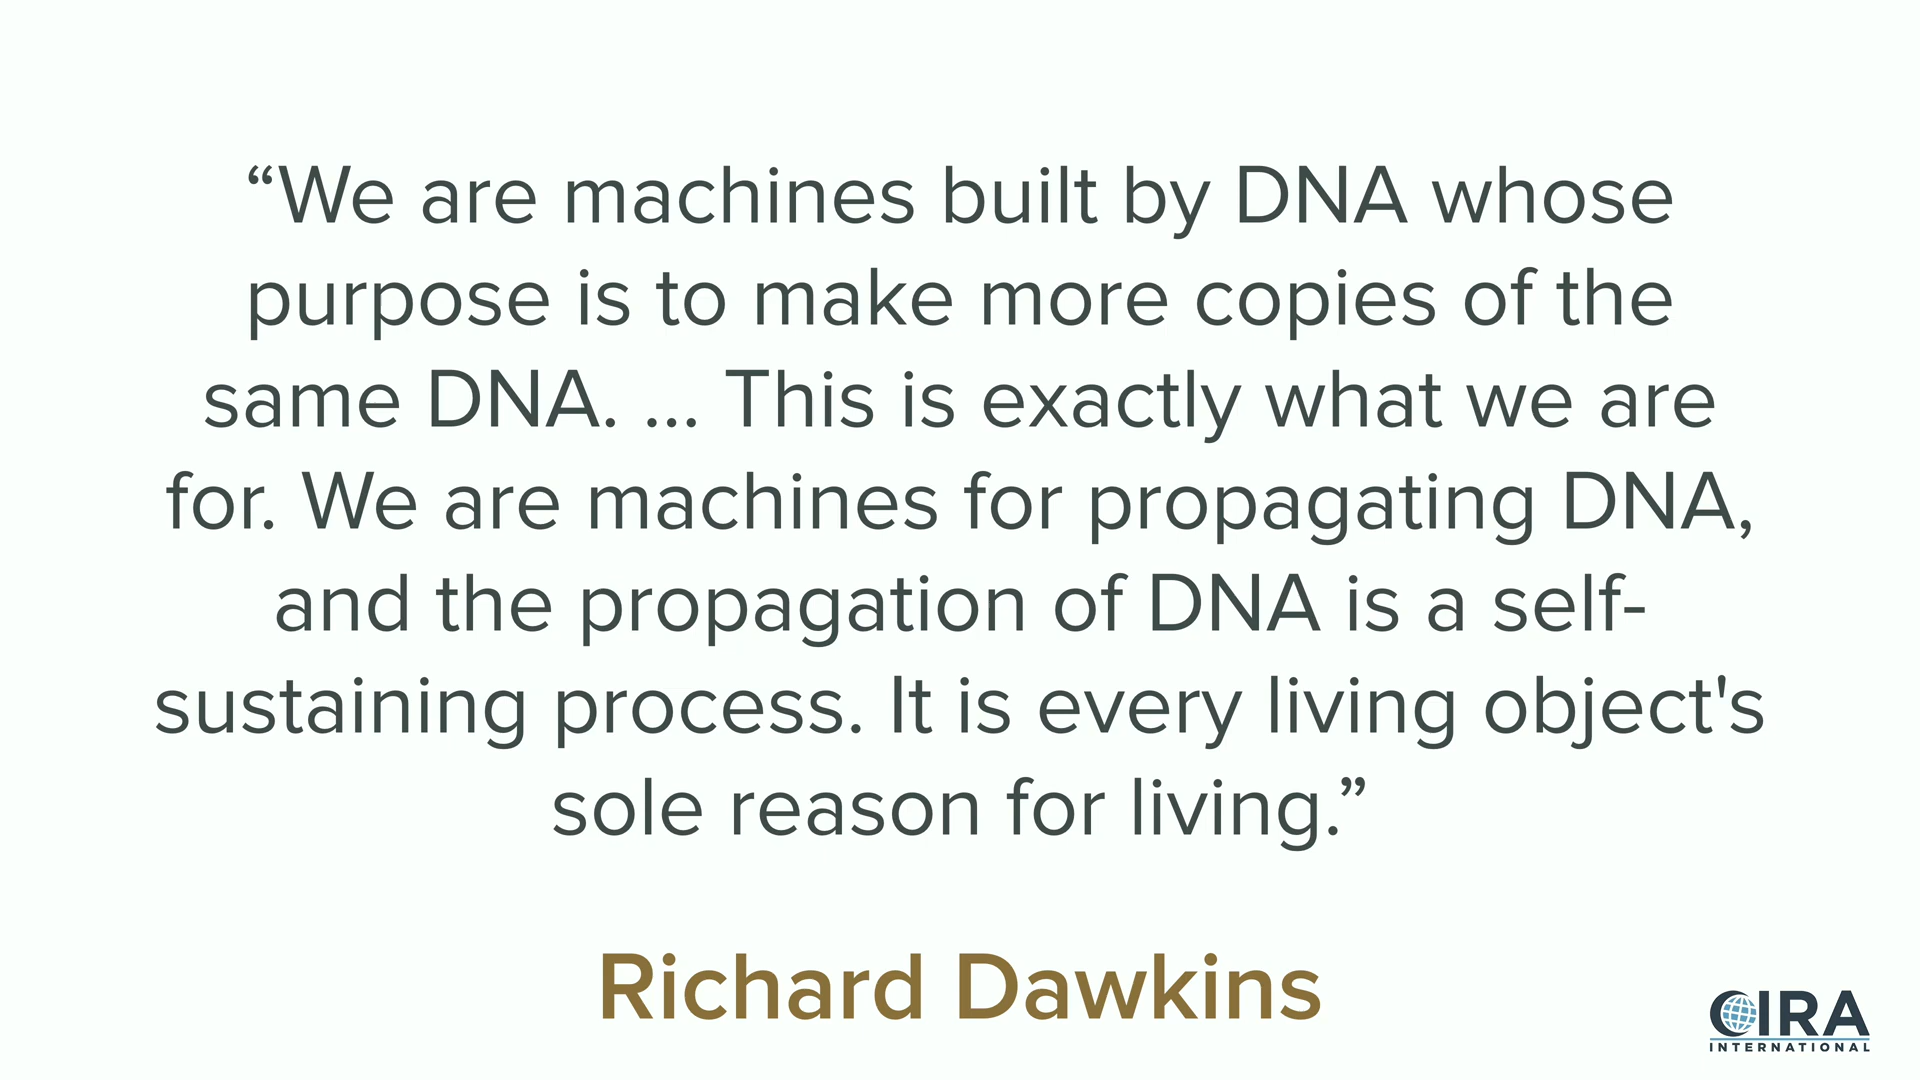 “We are machines built by DNA whose
purpose is to make more copies of the
same DNA. ... This is exactly what we are
for. We are machines for propagating DNA,
and the propagation of DNA is a self-
sustaining process. It is every living object's
sole reason for living.”
Richard Dawkins
CIRA
INTERNATIONAL